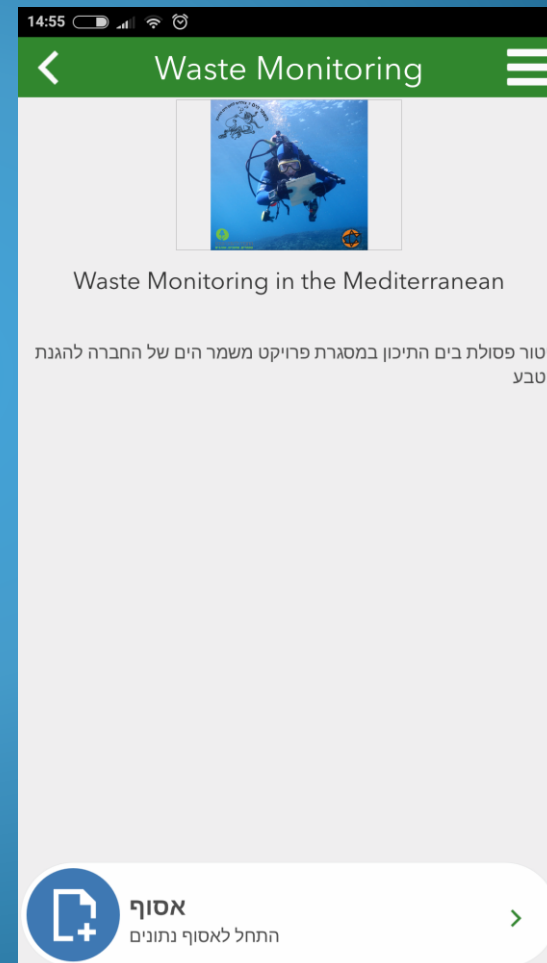 14:55
Waste Monitoring
Waste Monitoring in the Mediterranean
טור פסולת בים התיכון במסגרת פרויקט משמר הים של החברה להגנת
טבע
אסוף
התחל לאסוף נתונים